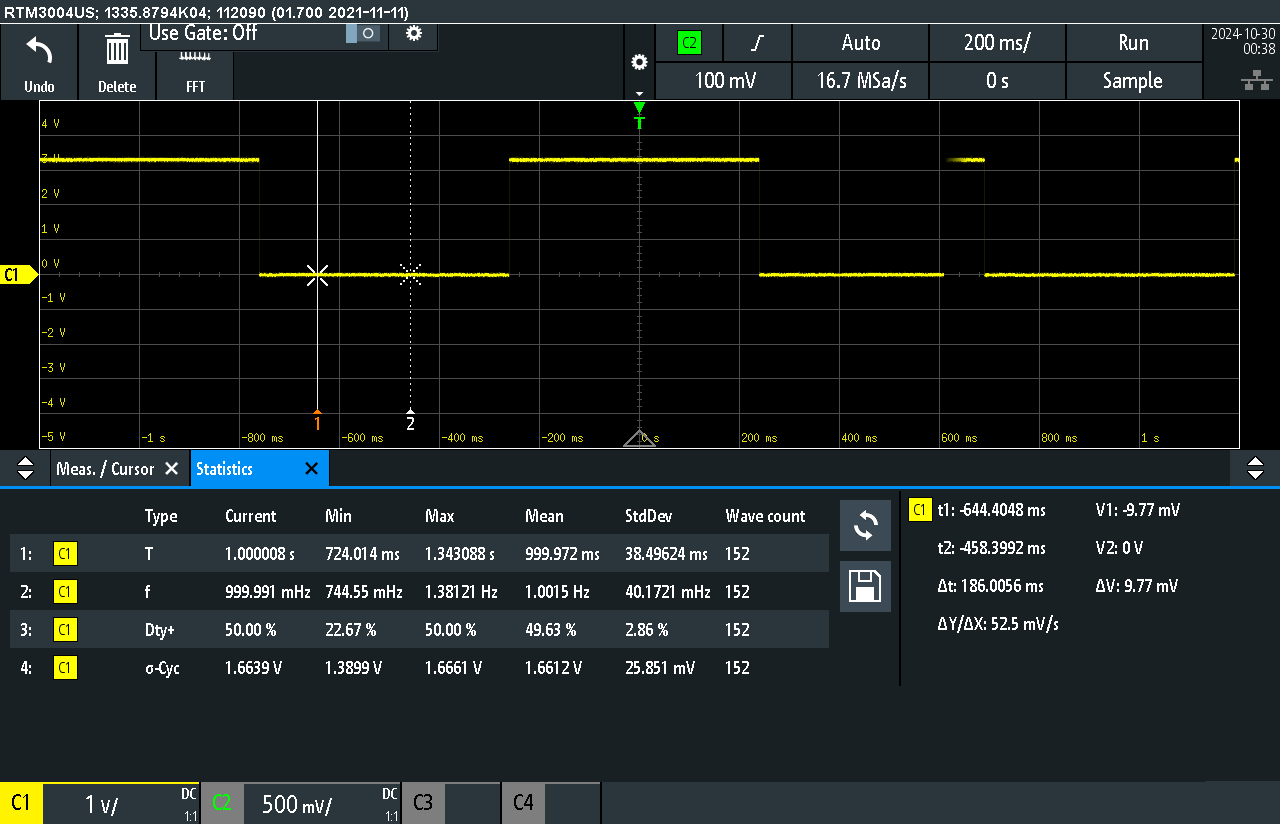 RTM3004US; 1335.8794K04; 112090 (01.700 2021-11-11)
Undo
Delete
FFT
Use Gate: Off
C2
Auto
200 ms/
Run
2024-10-30
00:38
100 mV
16.7 MSa/s
0 s
Sample
T
4 V
3 V
2 V
1 V
C1
0 V
-1 V
-2 V
-3 V
-4 V
-5 V
1
2
-1 s
-800 ms
-600 ms
-400 ms
-200 ms
0 s
200 ms
400 ms
600 ms
800 ms
1 s
Meas. / Cursor
Statistics
Type Current Min Max Mean StdDev Wave count
1: C1 T 1.000008 s 724.014 ms 1.343088 s 999.972 ms 38.49624 ms 152
2: C1 f 999.991 mHz 744.55 mHz 1.38121 Hz 1.0015 Hz 40.1721 mHz 152
3: C1 Dty+ 50.00 % 22.67 % 50.00 % 49.63 % 2.86 % 152
4: C1 σ-Cyc 1.6639 V 1.3899 V 1.6661 V 1.6612 V 25.851 mV 152
C1 t1: -644.4048 ms V1: -9.77 mV
t2: -458.3992 ms V2: 0 V
Δt: 186.0056 ms ΔV: 9.77 mV
ΔY/ΔX: 52.5 mV/s
C1 1 V/ DC 1:1
C2 500 mV/ DC 1:1
C3
C4